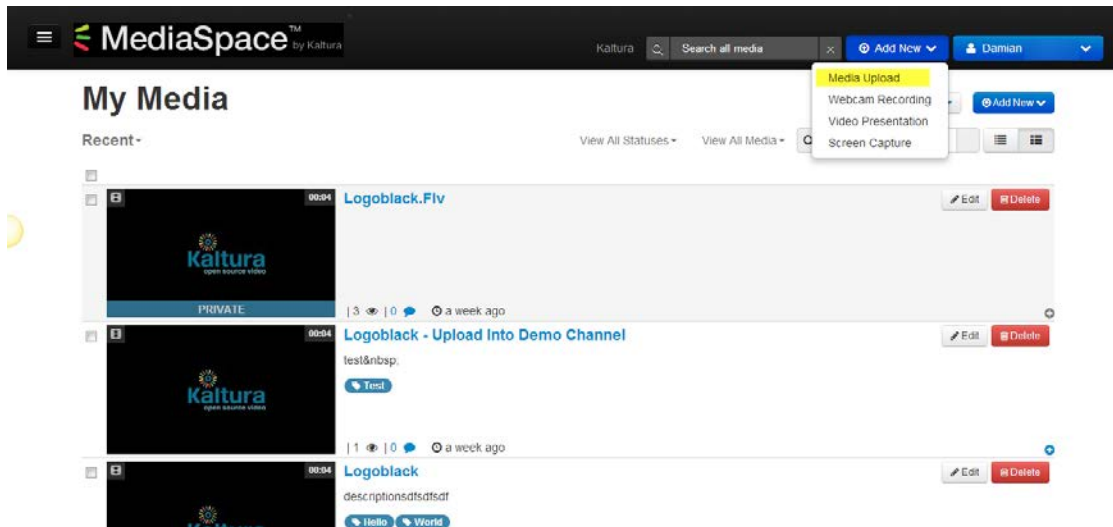 MediaSpace™ by Kaltura
Kaltura Search all media × Add New Damian
Media Upload
Webcam Recording
Video Presentation
Screen Capture
My Media
Add New
Recent
View All Statuses View All Media
00:04
Kaltura
open source video
PRIVATE
Logoblack.Flv
Edit Delete
| 3 | 0 a week ago
00:04
Kaltura
open source video
Logoblack - Upload Into Demo Channel
Edit Delete
test&nbsp;
Test
| 1 | 0 a week ago
00:04
Logoblack
Edit Delete
descriptionsdfsdfsdf
Hello World